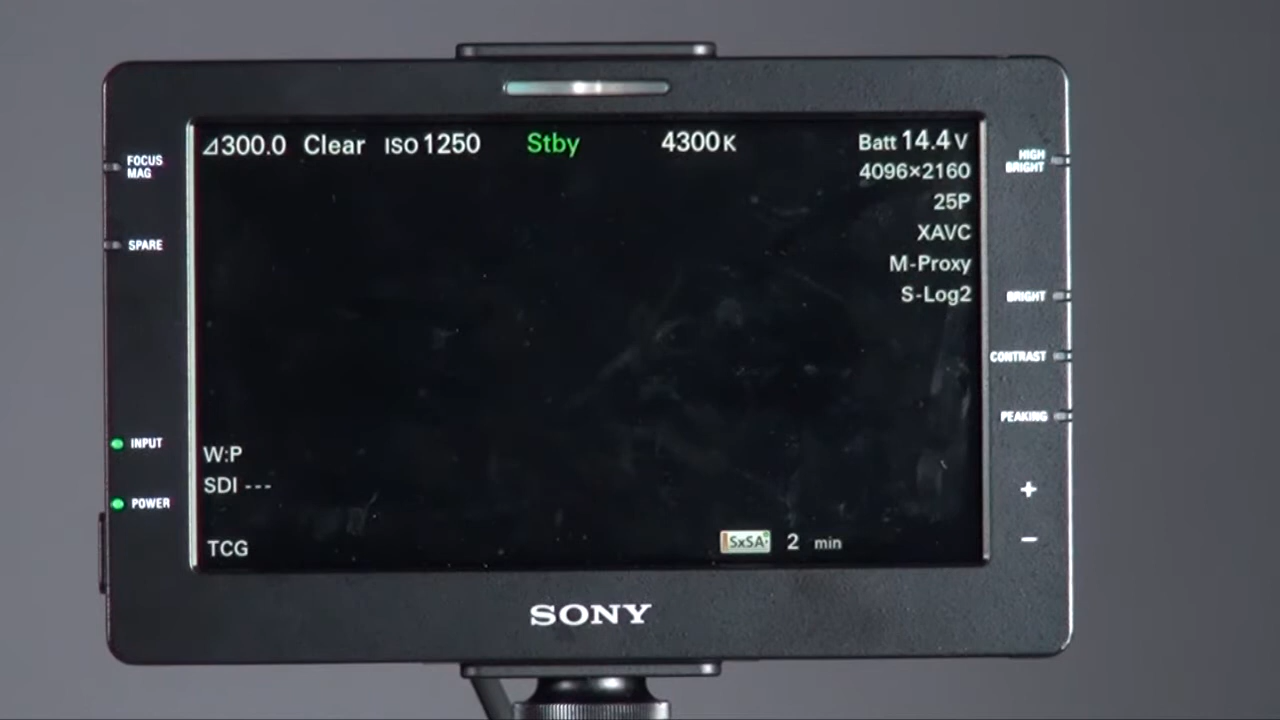 ⊿300.0 Clear ISO 1250 Stby 4300K Batt 14.4V
4096×2160
25P
XAVC
M-Proxy
S-Log2
W:P
SDI ---
TCG SxSA 2 min
FOCUS
MAG
SPARE
INPUT
POWER
HIGH
BRIGHT
BRIGHT
CONTRAST
PEAKING
+
−
SONY